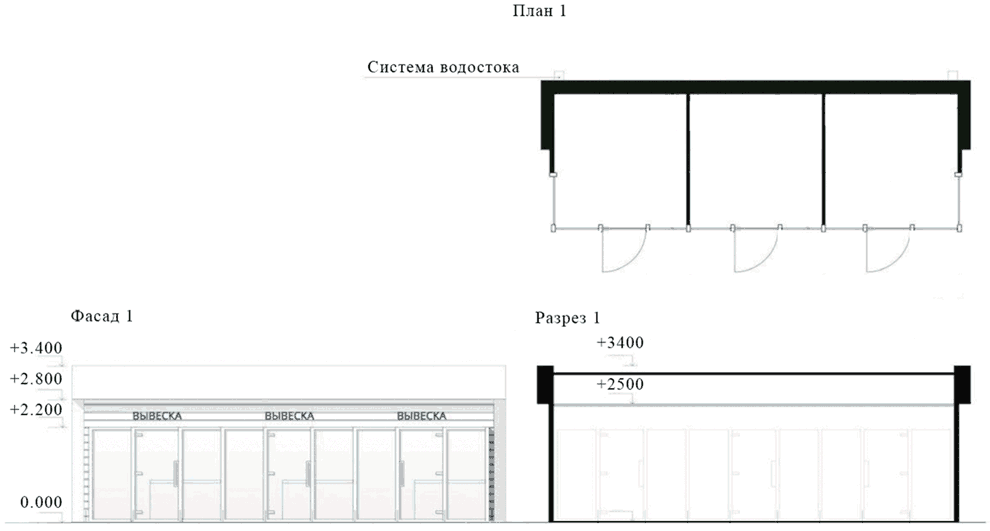 План 1
Система водостока
Фасад 1
+3.400
+2.800
+2.200
0.000
ВЫВЕСКА ВЫВЕСКА ВЫВЕСКА
Разрез 1
+3400
+2500